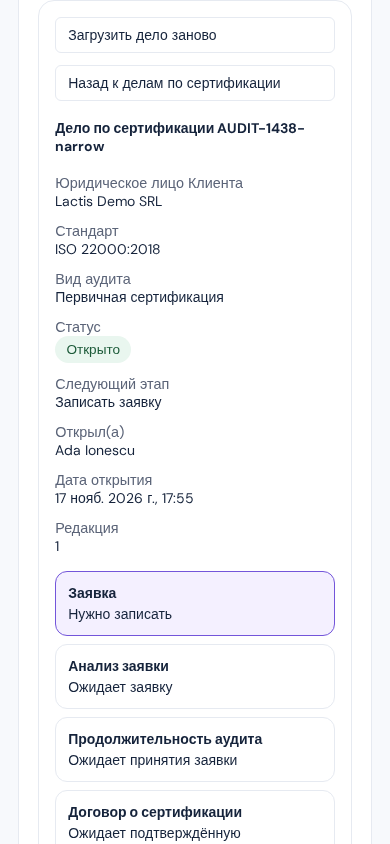 Загрузить дело заново
Назад к делам по сертификации
Дело по сертификации AUDIT-1438-
narrow
Юридическое лицо Клиента
Lactis Demo SRL
Стандарт
ISO 22000:2018
Вид аудита
Первичная сертификация
Статус
Открыто
Следующий этап
Записать заявку
Открыл(а)
Ada Ionescu
Дата открытия
17 нояб. 2026 г., 17:55
Редакция
1
Заявка
Нужно записать
Анализ заявки
Ожидает заявку
Продолжительность аудита
Ожидает принятия заявки
Договор о сертификации
Ожидает подтверждённую